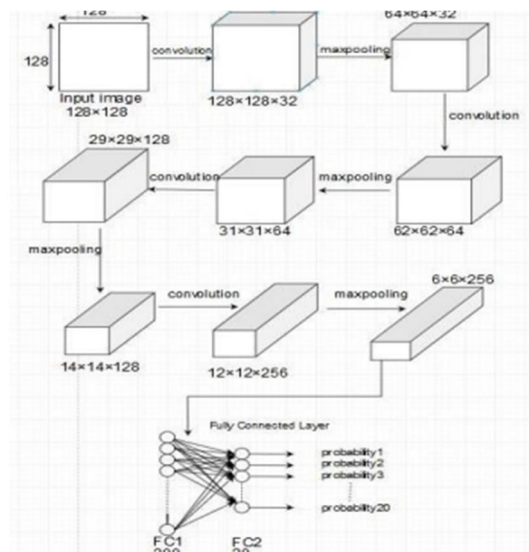 128
64×64×32
convolution
maxpooling
128
Input image
128×128
128×128×32
convolution
29×29×128
convolution
maxpooling
31×31×64
62×62×64
maxpooling
6×6×256
convolution
maxpooling
14×14×128
12×12×256
Fully Connected Layer
probability1
probability2
probability3
probability20
FC1
FC2